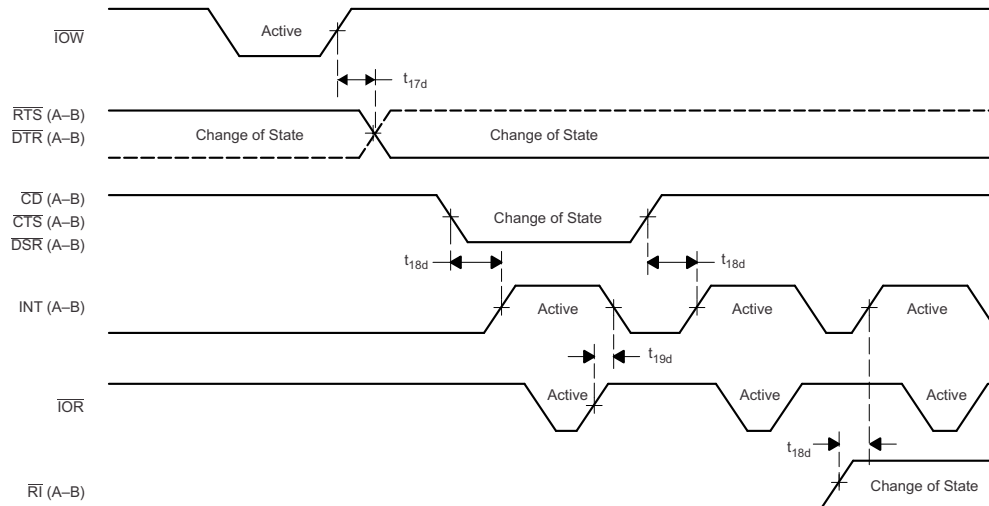 IOW
Active
t17d
RTS (A–B)
DTR (A–B)
Change of State
Change of State
CD (A–B)
CTS (A–B)
DSR (A–B)
Change of State
t18d
t18d
INT (A–B)
Active
Active
Active
t19d
IOR
Active
Active
Active
t18d
RI (A–B)
Change of State